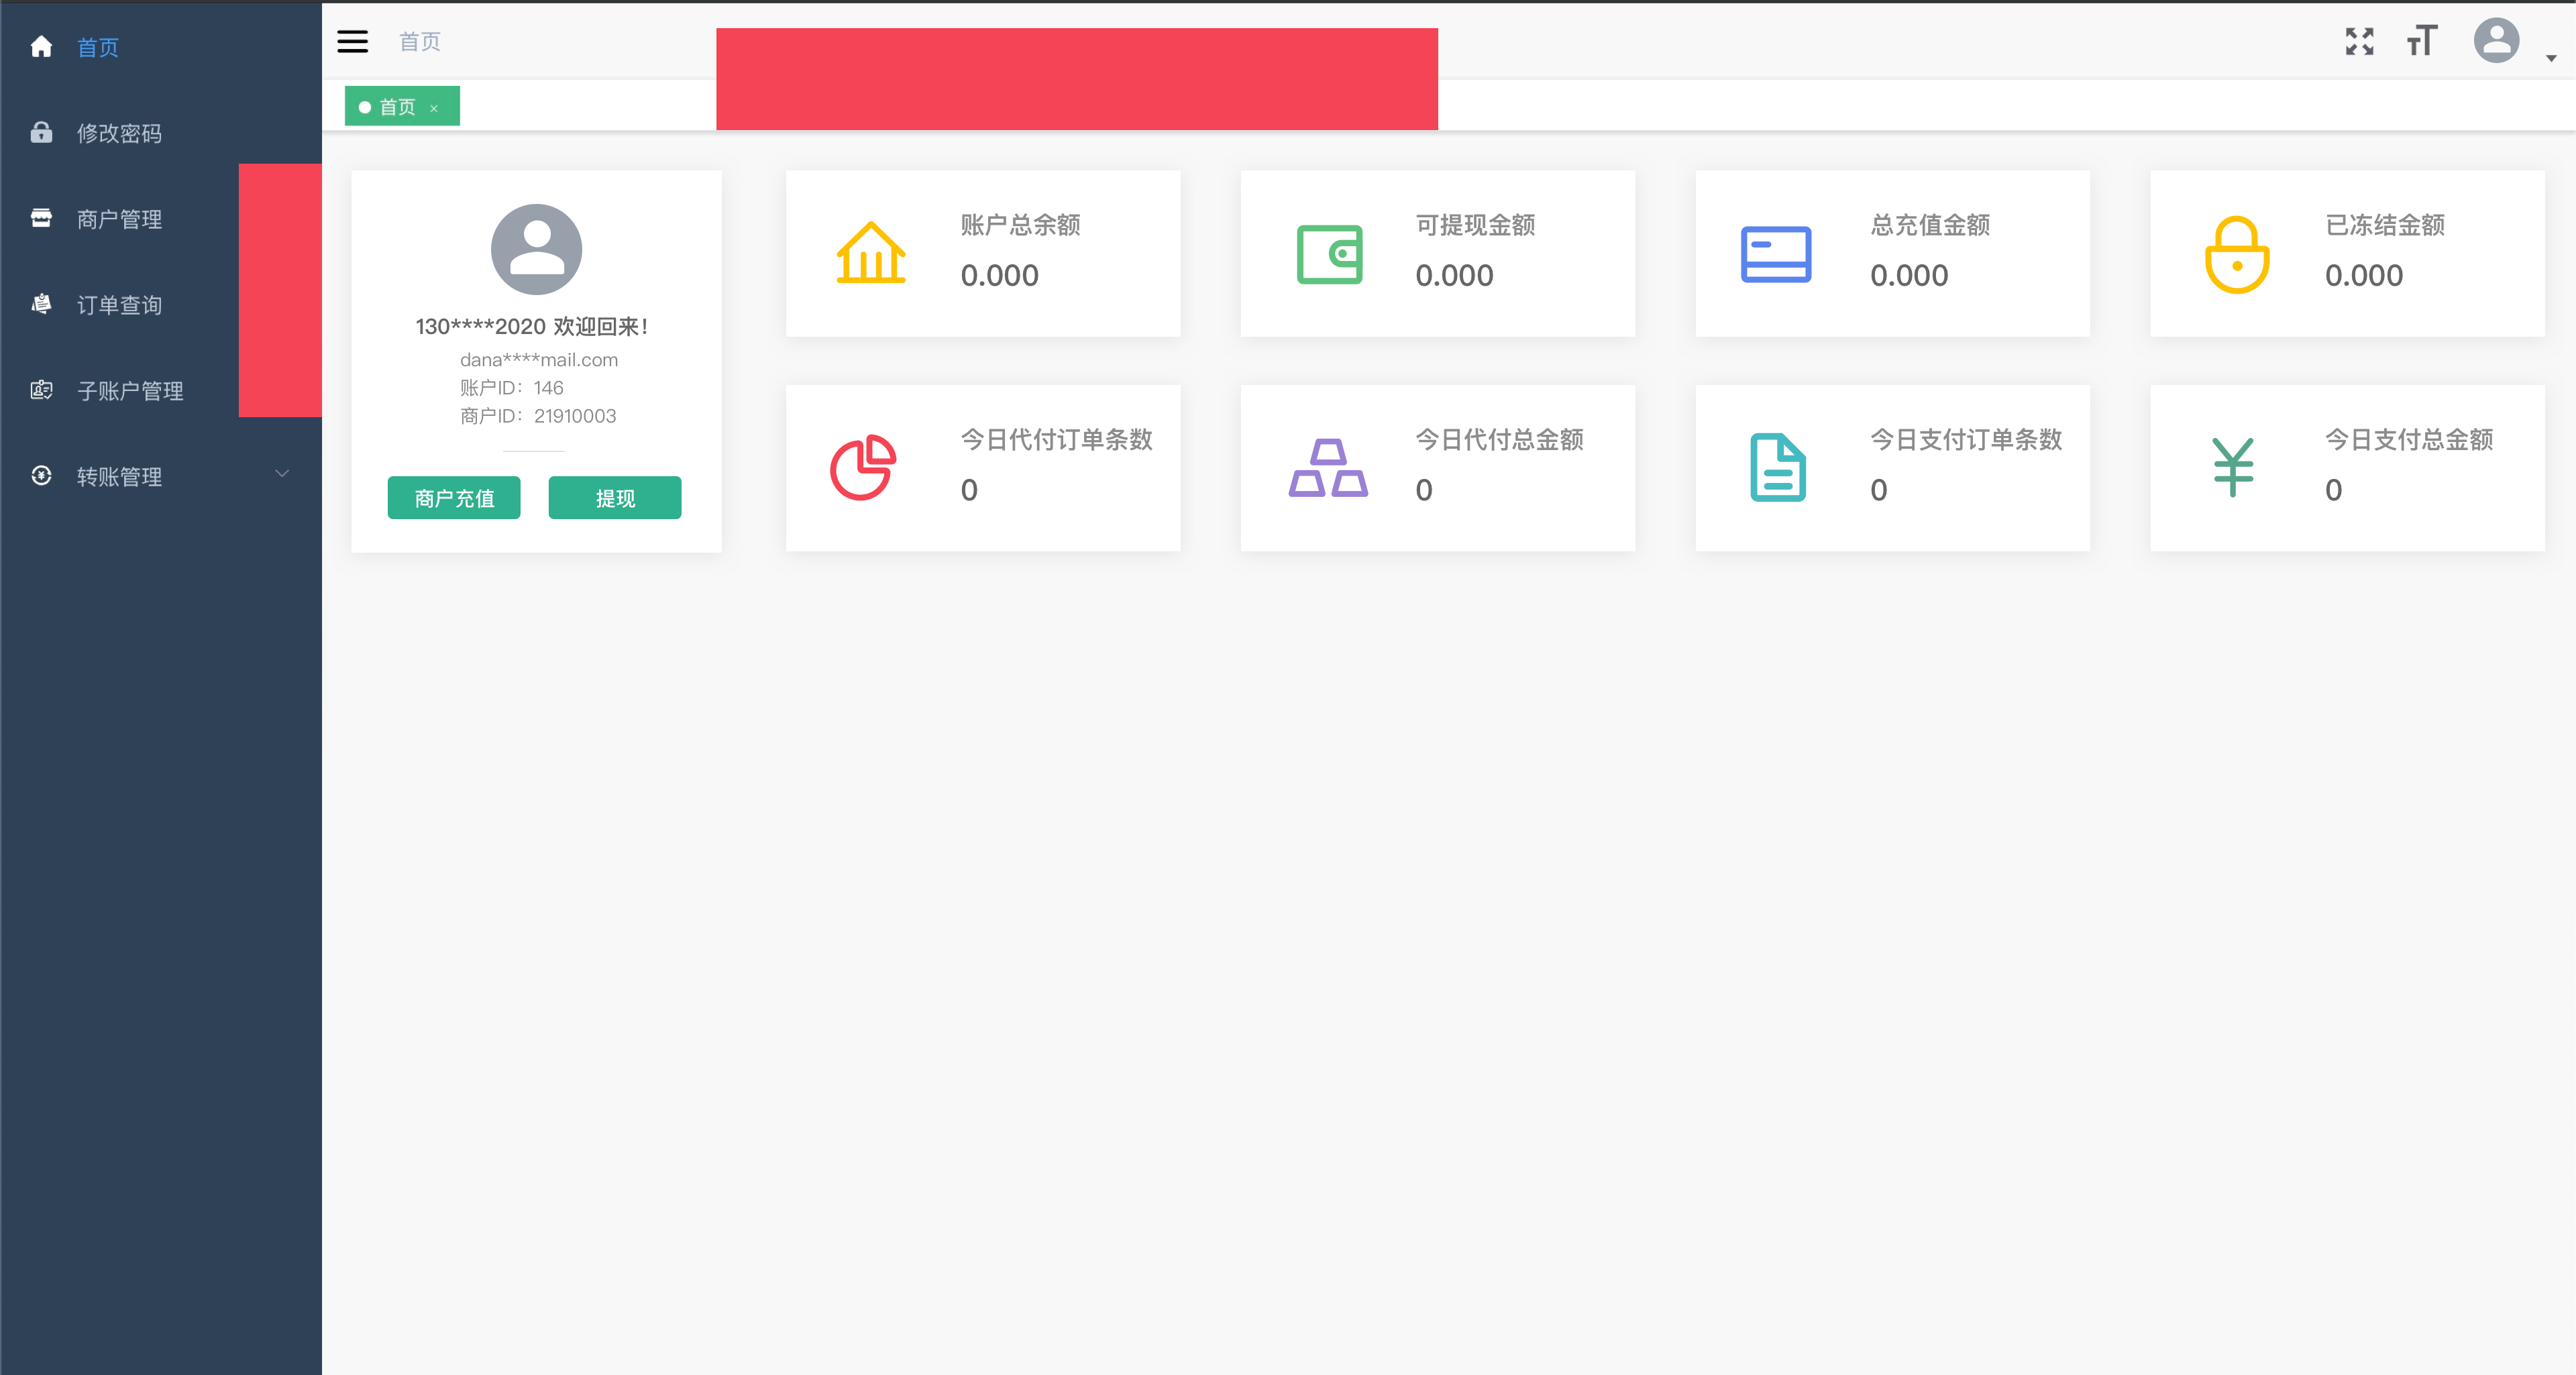 首页
修改密码
商户管理
订单查询
子账户管理
转账管理
首页
首页 ×
130****2020 欢迎回来!
dana****mail.com
账户ID: 146
商户ID: 21910003
商户充值 提现
账户总余额
0.000
可提现金额
0.000
总充值金额
0.000
已冻结金额
0.000
今日代付订单条数
0
今日代付总金额
0
今日支付订单条数
0
今日支付总金额
0